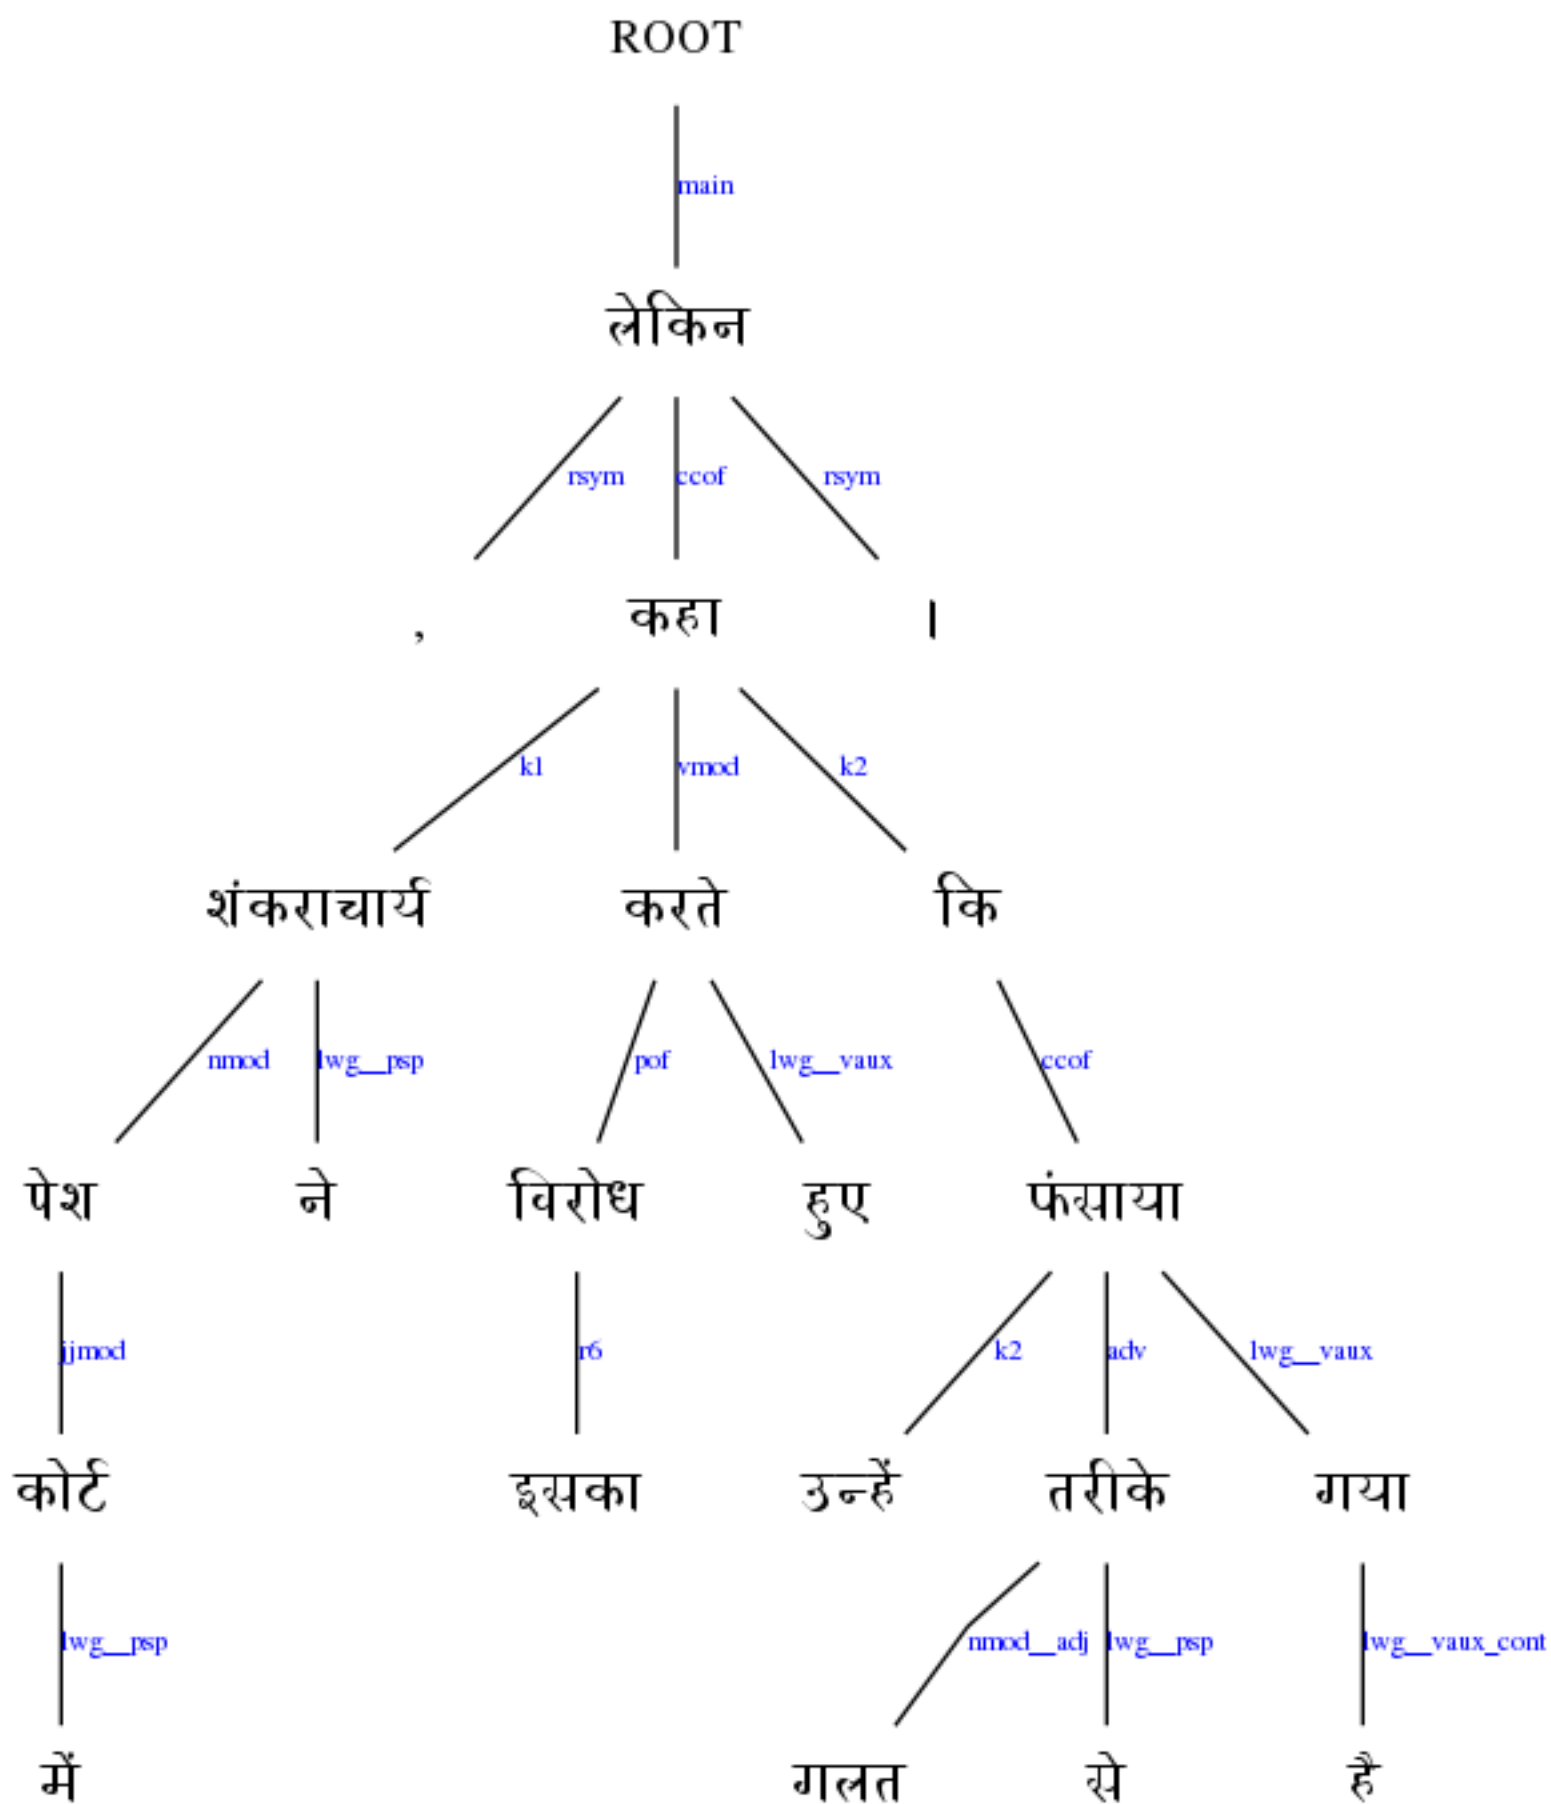 ROOT
main
लेकिन
rsym ccof rsym
, कहा ।
k1 vmod k2
शंकराचार्य करते कि
nmod lwg__psp pof lwg__vaux ccof
पेश ने विरोध हुए फंसाया
jjmod r6 k2 adv lwg__vaux
कोर्ट इसका उन्हें तरीके गया
lwg__psp nmod__adj lwg__psp lwg__vaux_cont
में गलत से है